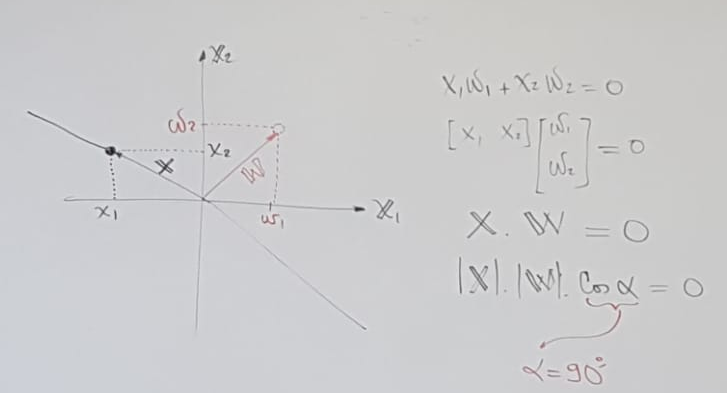 X₂
W₂
X₂
X
W
x₁
w₁
X₁
x₁w₁ + x₂w₂ = 0
[x₁ x₂] [w₁ w₂] = 0
X . W = 0
|X| . |W| . Cos α = 0
α = 90°